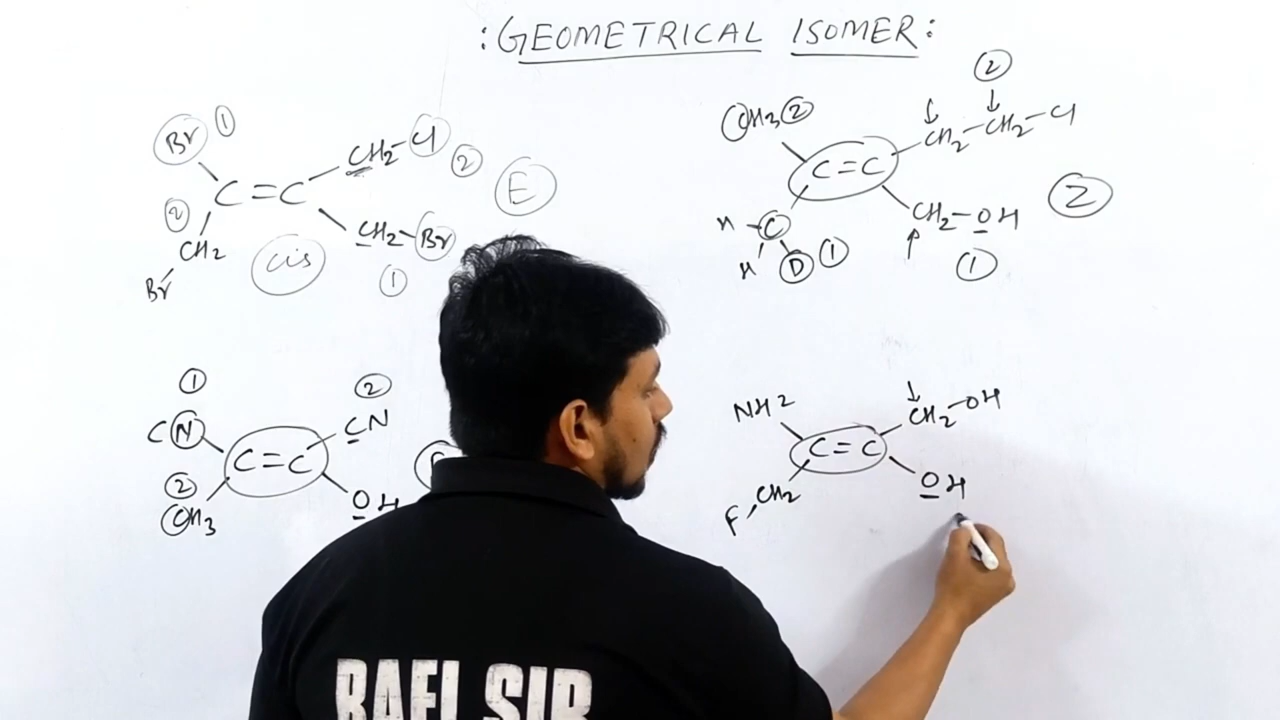 : GEOMETRICAL ISOMER :
Br 1
CH2-Cl 2
C=C
E
2
CH2
Br
cis
CH2-Br
1
CH3 2
2
CH2-CH2-Cl
C=C
H C
H D 1
CH2-OH
1
Z
1
2
CN
CN
C=C
2
CH3
OH
NH2
CH2-OH
C=C
F CH2
OH
RAFI SIR